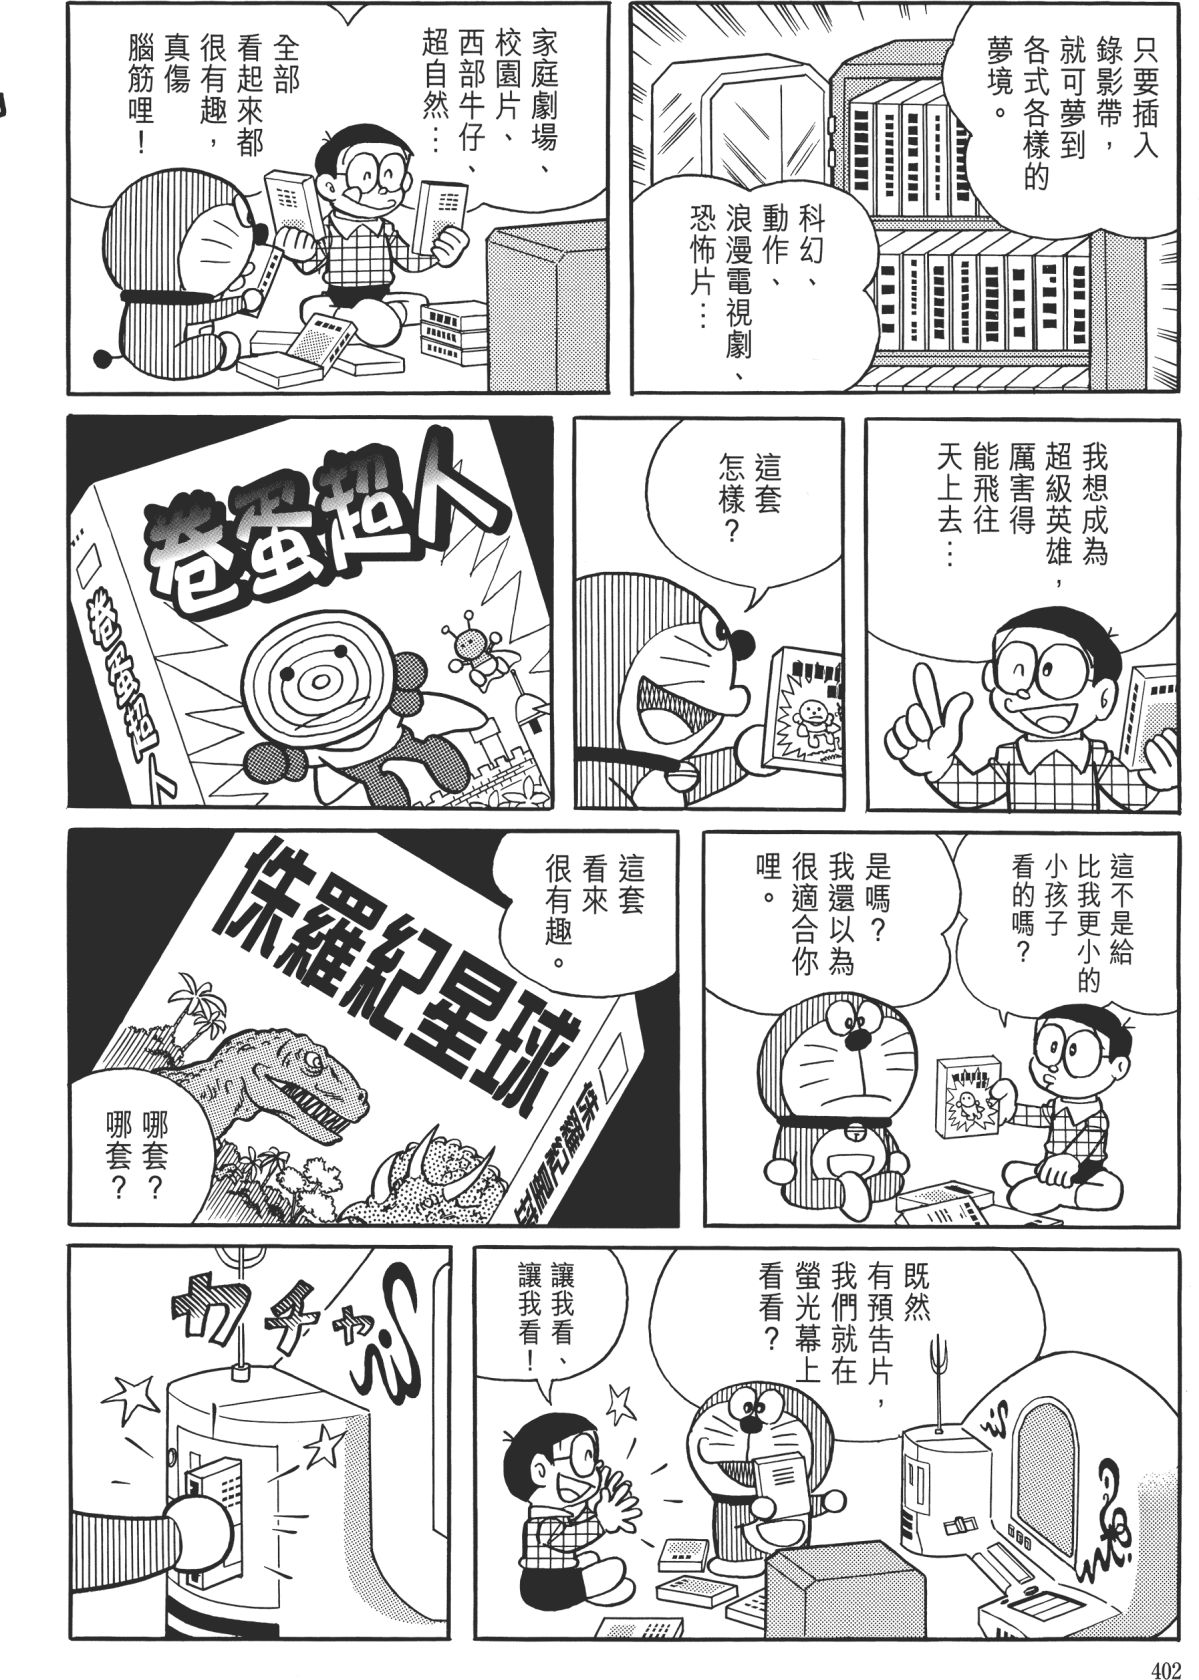 只要插入
錄影帶，
就可夢到
各式各樣的
夢境。
科幻、
動作、
浪漫電視劇、
恐怖片…
家庭劇場、
校園片、
西部牛仔、
超自然…
全部
看起來都
很有趣，
真傷
腦筋哩！
我想成為
超級英雄，
厲害得
能飛往
天上去…
這套
怎樣？
卷蛋超人
卷蛋超人
這不是給
比我更小的
小孩子
看的嗎？
是嗎？
我還以為
很適合你
哩。
這套
看來
很有趣。
侏羅紀星球
哪套？
哪套？
既然
有預告片，
我們就在
螢光幕上
看看？
讓我看、
讓我看！
カチャ
402